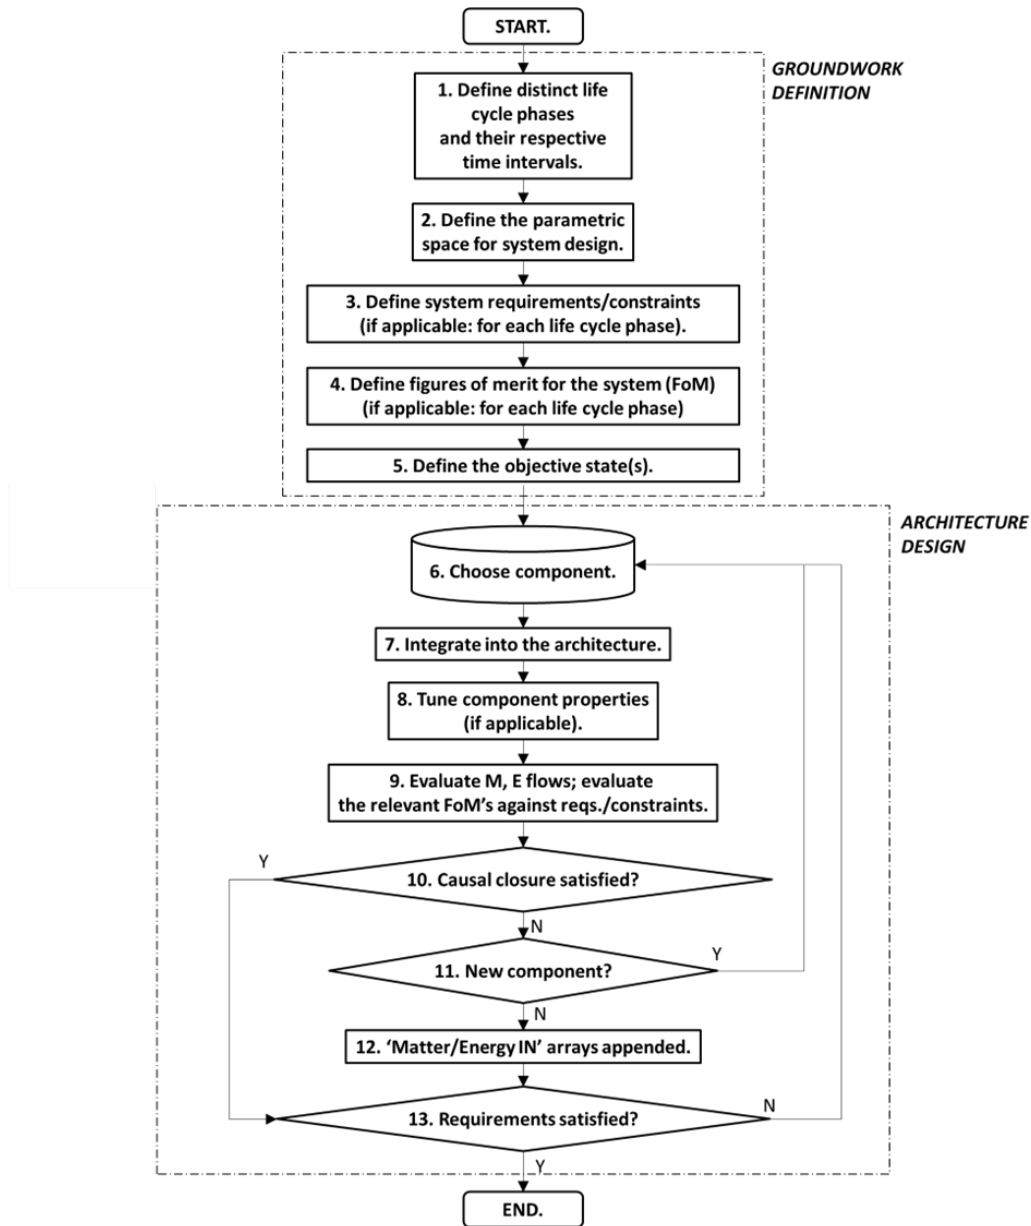 START.
GROUNDWORK
DEFINITION
1. Define distinct life
cycle phases
and their respective
time intervals.
2. Define the parametric
space for system design.
3. Define system requirements/constraints
(if applicable: for each life cycle phase).
4. Define figures of merit for the system (FoM)
(if applicable: for each life cycle phase)
5. Define the objective state(s).
ARCHITECTURE
DESIGN
6. Choose component.
7. Integrate into the architecture.
8. Tune component properties
(if applicable).
9. Evaluate M, E flows; evaluate
the relevant FoM's against reqs./constraints.
Y
10. Causal closure satisfied?
N
Y
11. New component?
N
12. ‘Matter/Energy IN’ arrays appended.
N
13. Requirements satisfied?
Y
END.